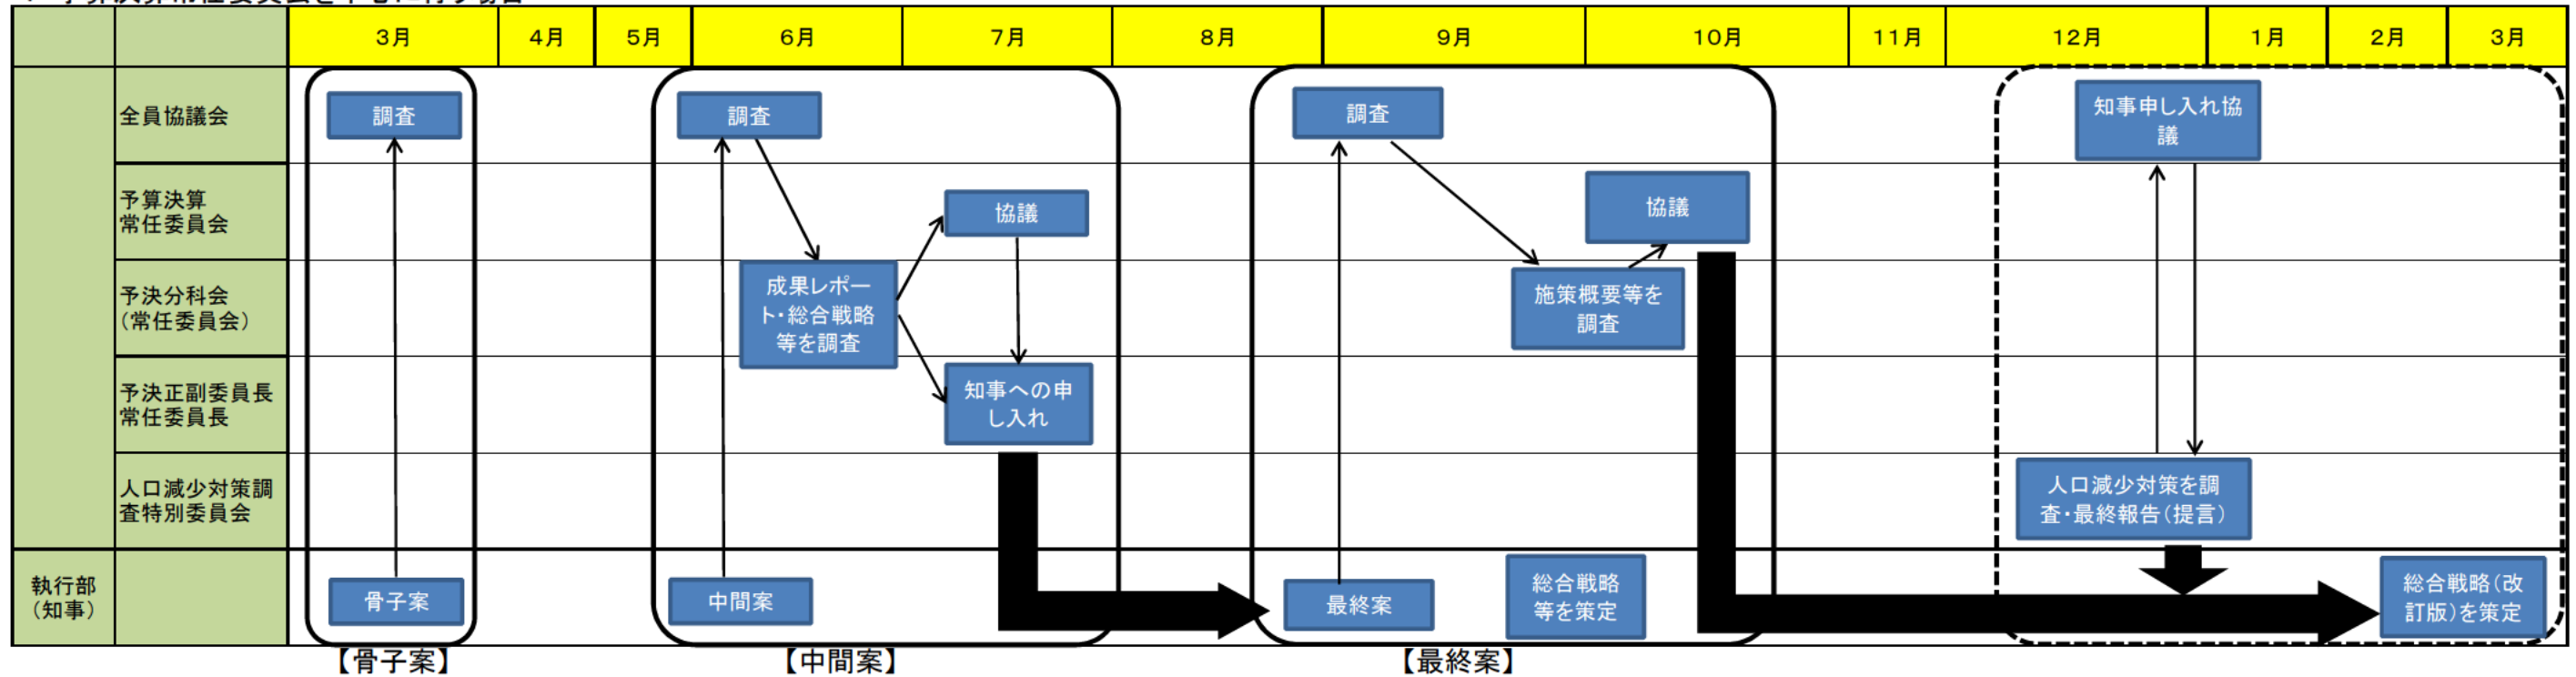 3月 4月 5月 6月 7月 8月 9月 10月 11月 12月 1月 2月 3月
全員協議会
調査
調査
調査
知事申し入れ協
議
予算決算
常任委員会
協議
協議
予決分科会
（常任委員会）
成果レポー
ト・総合戦略
等を調査
施策概要等を
調査
予決正副委員長
常任委員長
知事への申
し入れ
人口減少対策調
査特別委員会
人口減少対策を調
査・最終報告（提言）
執行部
（知事）
骨子案
中間案
最終案
総合戦略
等を策定
総合戦略（改
訂版）を策定
【骨子案】
【中間案】
【最終案】